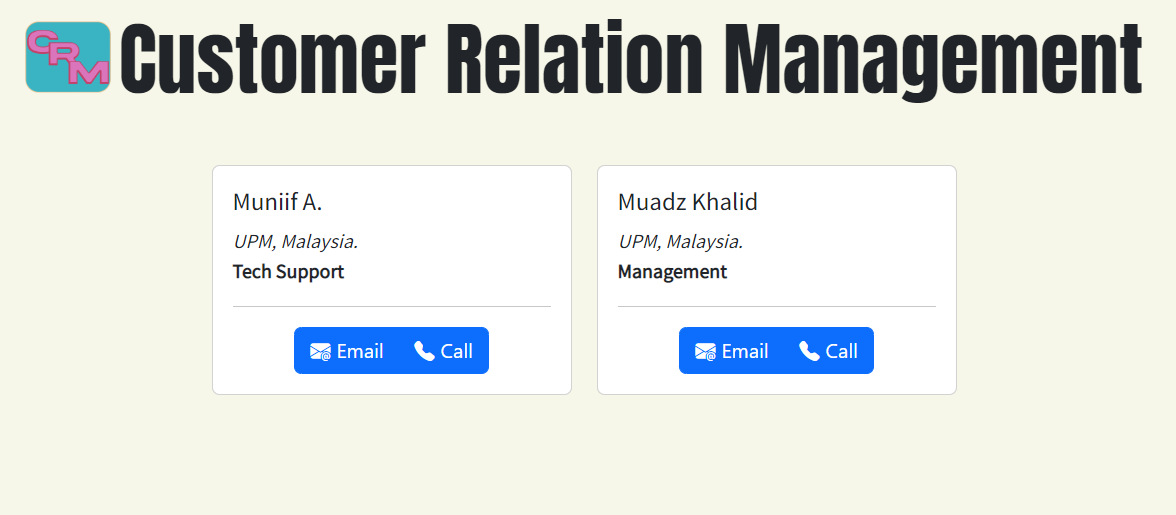 CRM
Customer Relation Management
Muniif A.
UPM, Malaysia.
Tech Support
Email Call
Muadz Khalid
UPM, Malaysia.
Management
Email Call